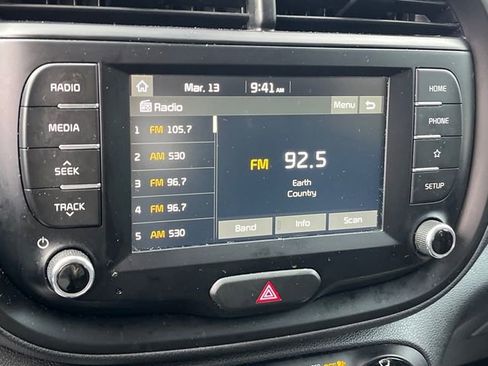 RADIO
MEDIA
SEEK
TRACK
Mar. 13 9:41 AM
Radio Menu
1 FM 105.7
2 AM 530
3 FM 96.7
4 FM 96.7
5 AM 530
FM 92.5
Earth
Country
Band Info Scan
HOME
PHONE
SETUP